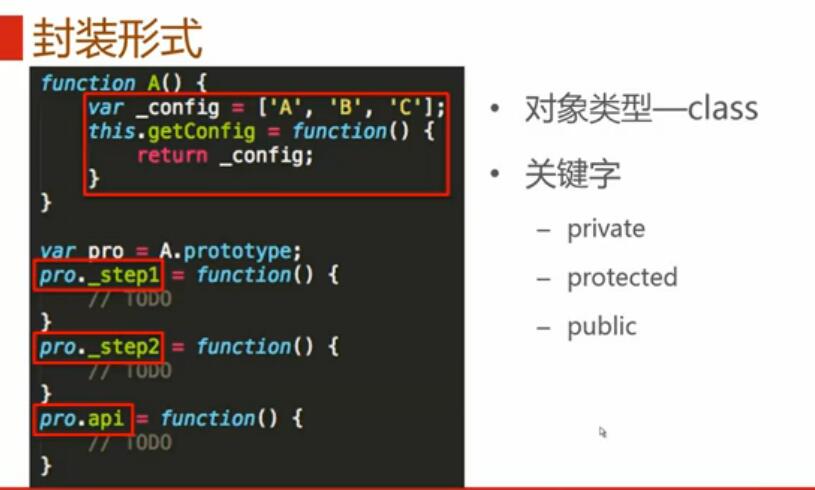 封装形式
function A() {
var _config = ['A', 'B', 'C'];
this.getConfig = function() {
return _config;
}
}
var pro = A.prototype;
pro._step1 = function() {
// TODO
}
pro._step2 = function() {
// TODO
}
pro.api = function() {
// TODO
}
• 对象类型—class
• 关键字
– private
– protected
– public